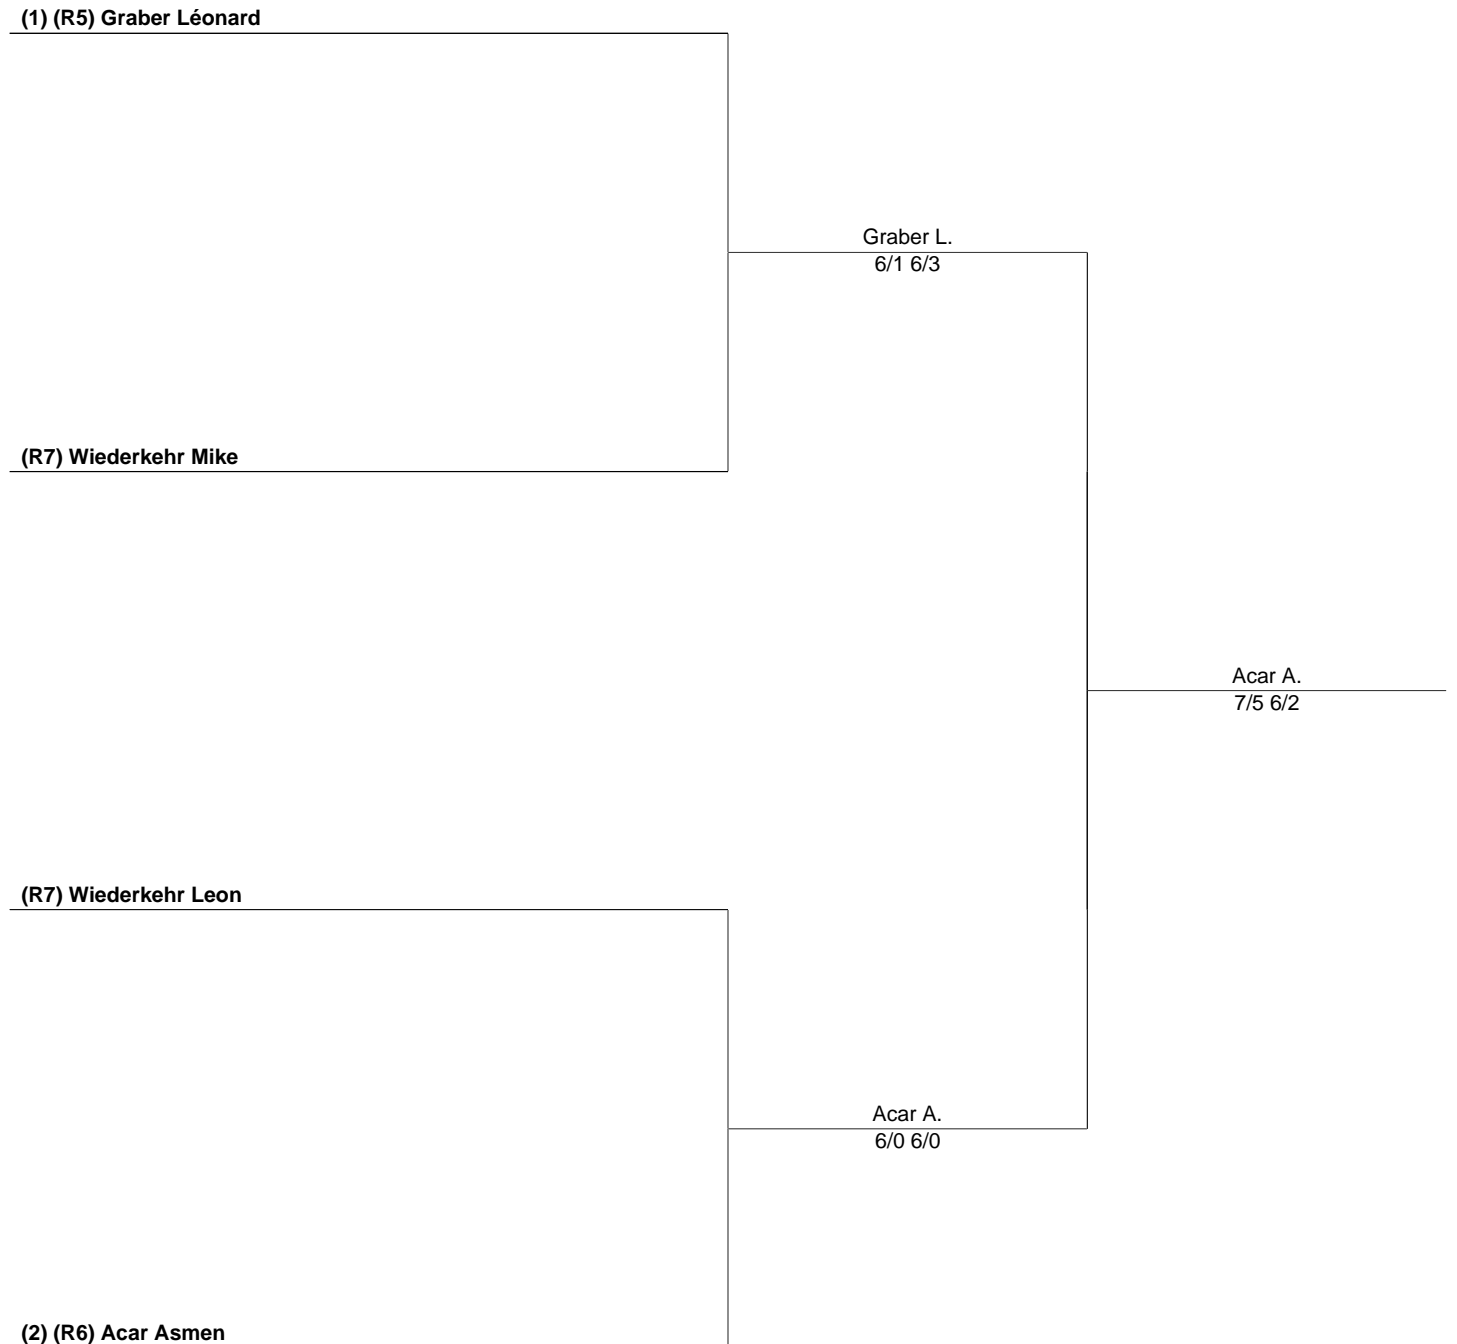 (1) (R5) Graber Léonard
Graber L.
6/1 6/3
(R7) Wiederkehr Mike
Acar A.
7/5 6/2
(R7) Wiederkehr Leon
Acar A.
6/0 6/0
(2) (R6) Acar Asmen